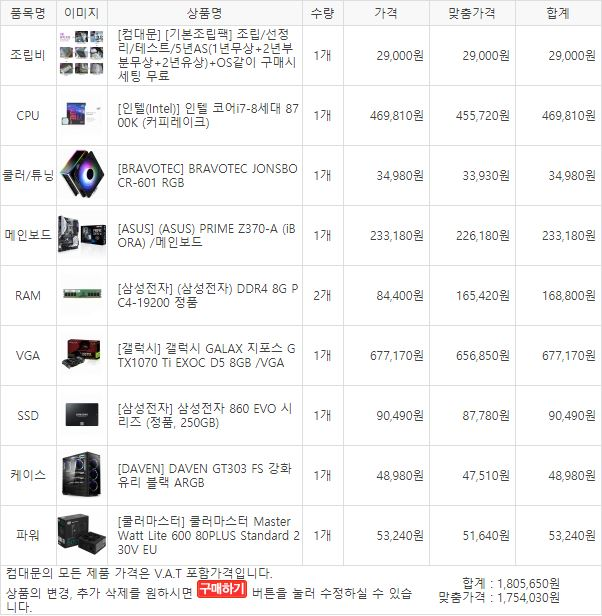 품목명 이미지 상품명 수량 가격 맞춤가격 합계
조립비 [컴대문] [기본조립팩] 조립/선정리/테스트/5년AS(1년무상+2년부분무상+2년유상)+OS같이 구매시 세팅 무료 1개 29,000원 29,000원 29,000원
CPU [인텔(Intel)] 인텔 코어i7-8세대 8700K (커피레이크) 1개 469,810원 455,720원 469,810원
쿨러/튜닝 [BRAVOTEC] BRAVOTEC JONSBO CR-601 RGB 1개 34,980원 33,930원 34,980원
메인보드 [ASUS] (ASUS) PRIME Z370-A (iBORA) /메인보드 1개 233,180원 226,180원 233,180원
RAM [삼성전자] (삼성전자) DDR4 8G PC4-19200 정품 2개 84,400원 165,420원 168,800원
VGA [갤럭시] 갤럭시 GALAX 지포스 GTX1070 Ti EXOC D5 8GB /VGA 1개 677,170원 656,850원 677,170원
SSD [삼성전자] 삼성전자 860 EVO 시리즈 (정품, 250GB) 1개 90,490원 87,780원 90,490원
케이스 [DAVEN] DAVEN GT303 FS 강화유리 블랙 ARGB 1개 48,980원 47,510원 48,980원
파워 [쿨러마스터] 쿨러마스터 MasterWatt Lite 600 80PLUS Standard 230V EU 1개 53,240원 51,640원 53,240원
컴대문의 모든 제품 가격은 V.A.T 포함가격입니다.
상품의 변경, 추가 삭제를 원하시면 구매하기 버튼을 눌러 수정하실 수 있습니다.
합계 : 1,805,650원
맞춤가격 : 1,754,030원